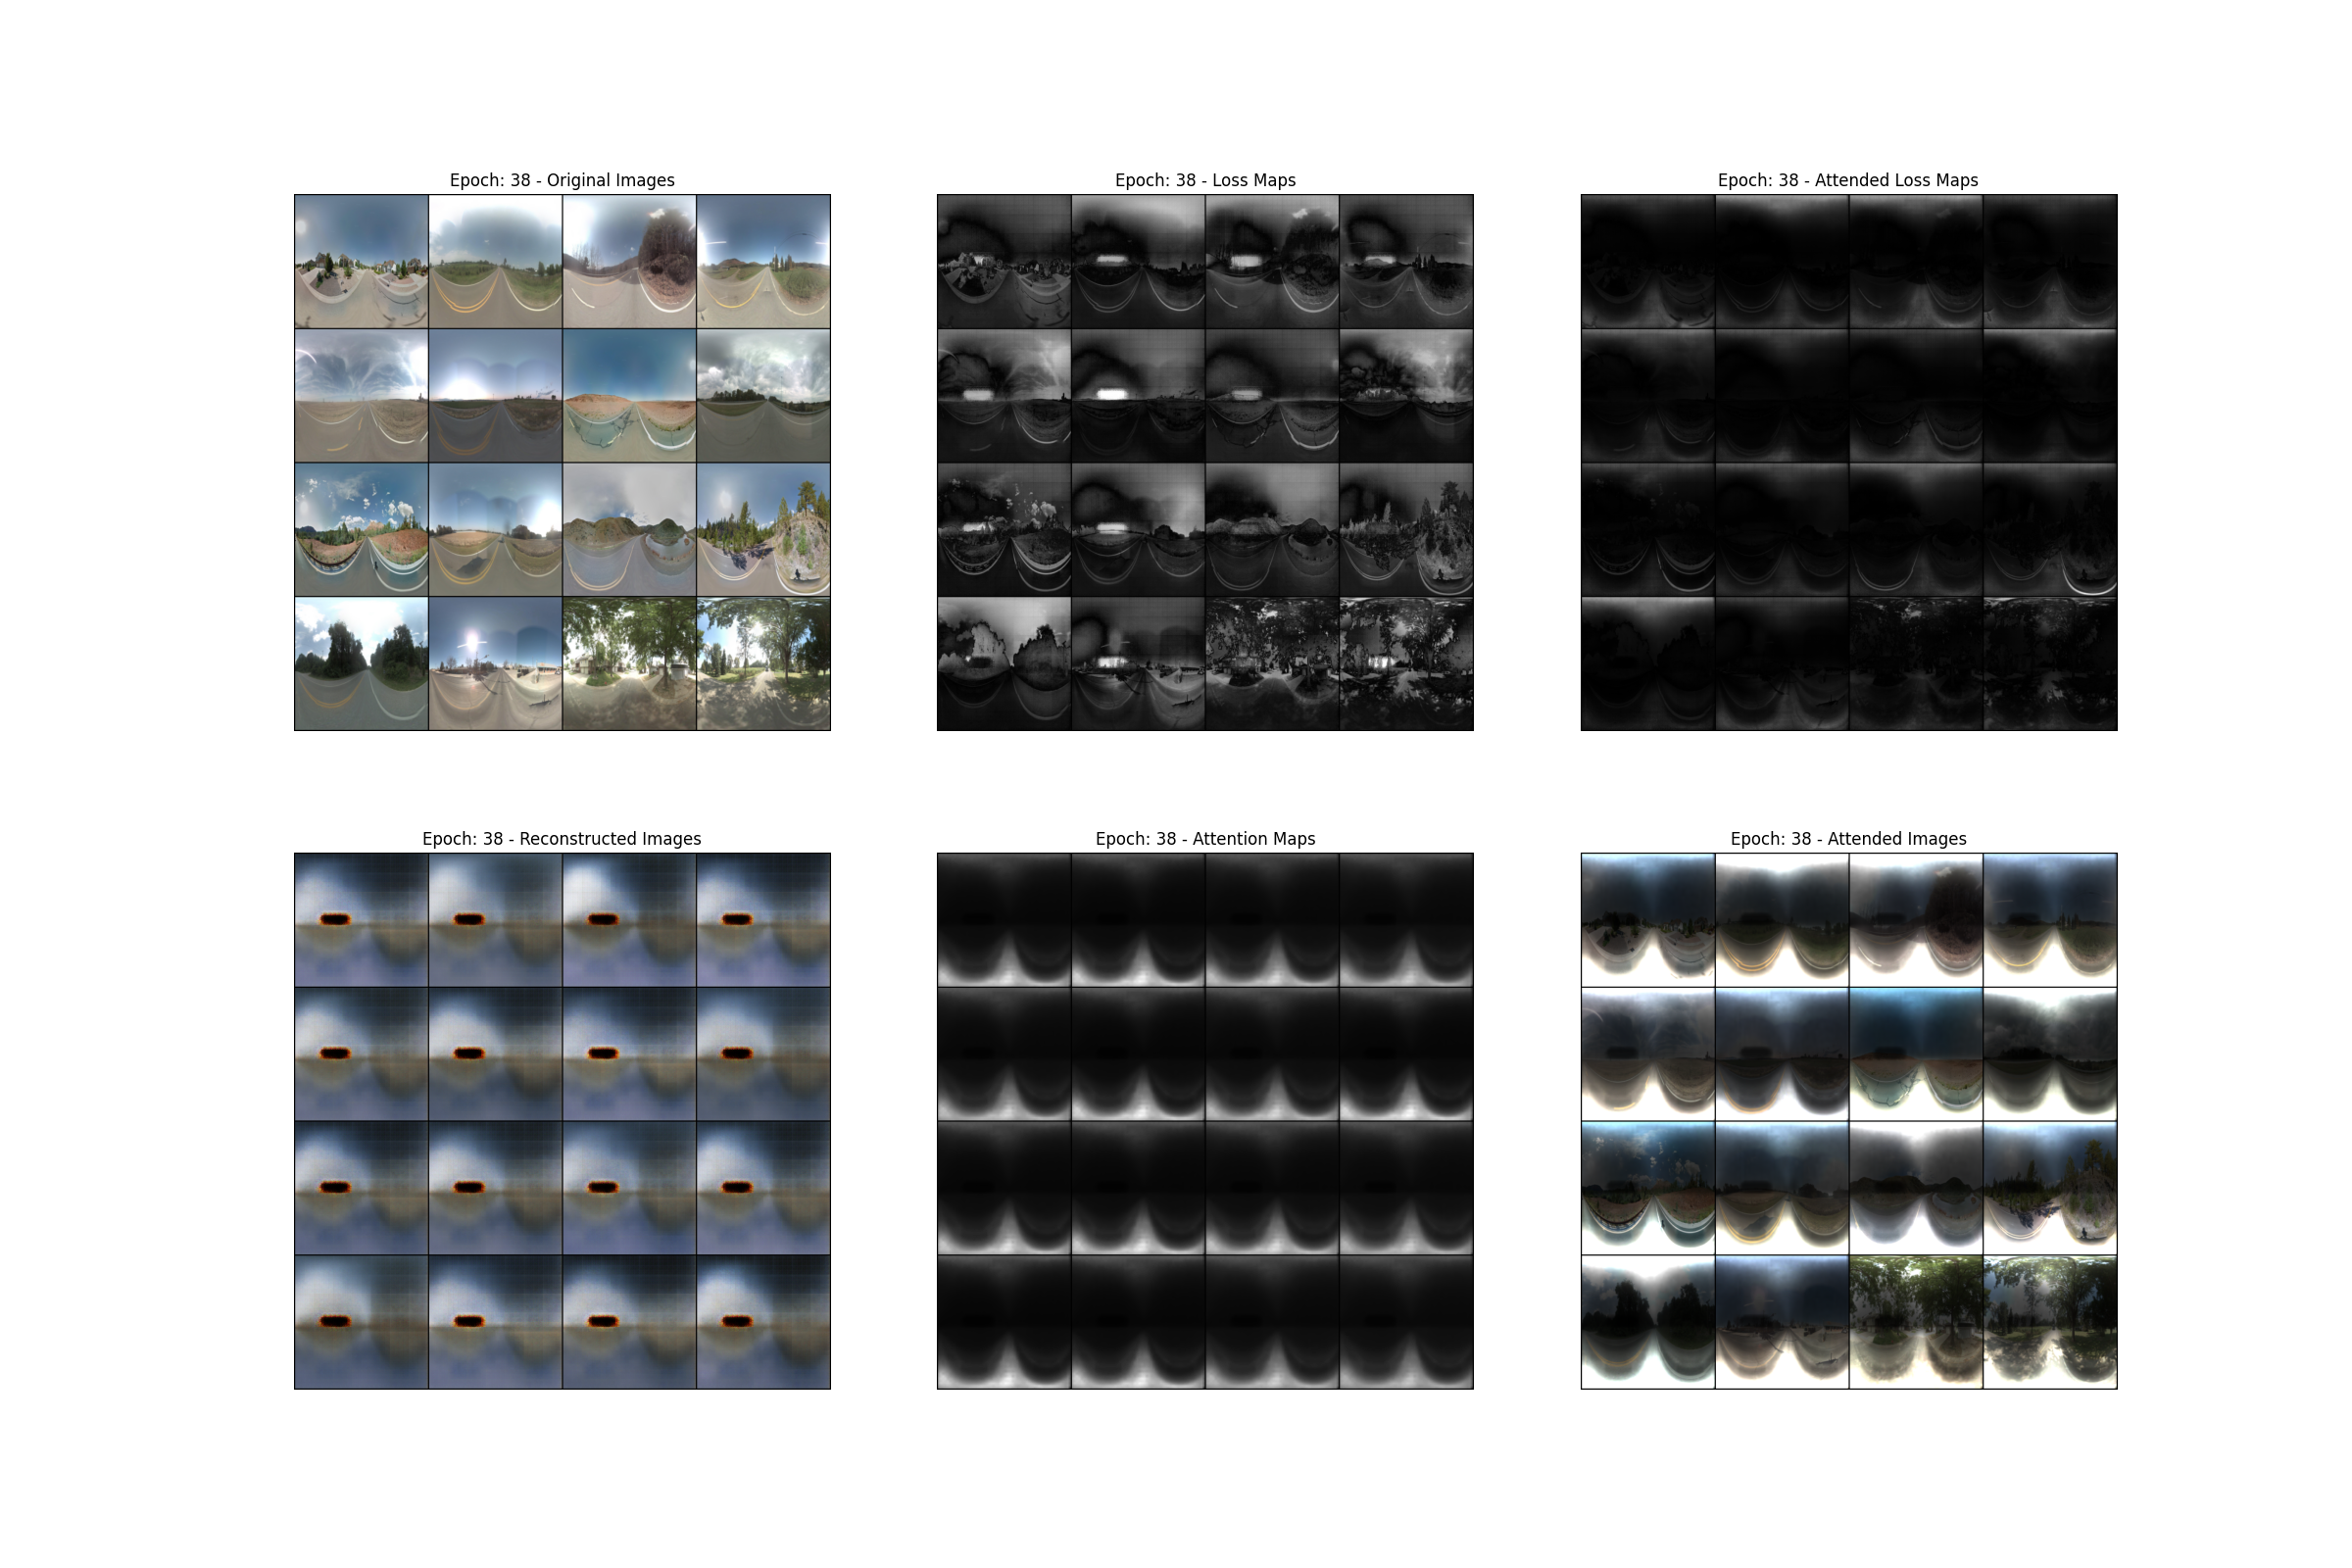 Epoch: 38 - Original Images
Epoch: 38 - Loss Maps
Epoch: 38 - Attended Loss Maps
Epoch: 38 - Reconstructed Images
Epoch: 38 - Attention Maps
Epoch: 38 - Attended Images